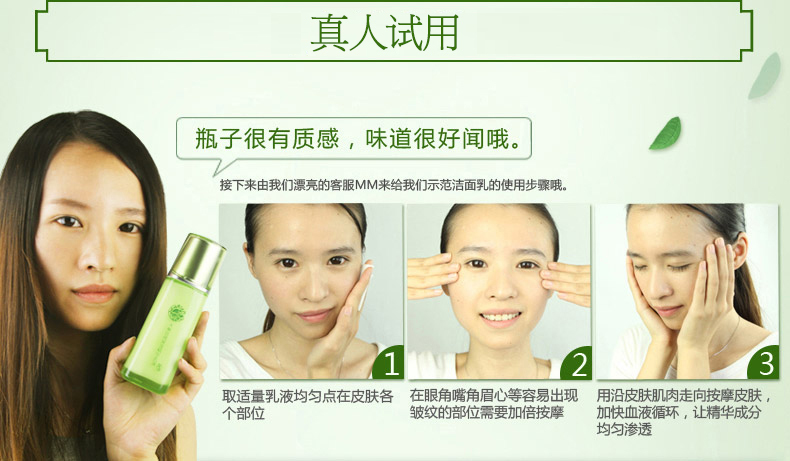 真人试用
瓶子很有质感，味道很好闻哦。
接下来由我们漂亮的客服MM来给我们示范洁面乳的使用步骤哦。
1
取适量乳液均匀点在皮肤各
个部位
2
在眼角嘴角眉心等容易出现
皱纹的部位需要加倍按摩
3
用沿皮肤肌肉走向按摩皮肤，
加快血液循环，让精华成分
均匀渗透